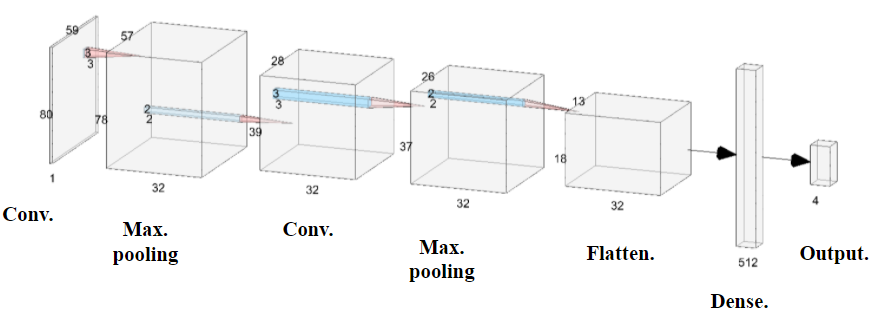 59
3
3
80
1
57
2
2
78
32
28
3
3
39
32
26
2
2
37
32
13
18
32
512
4
Conv.
Max.
pooling
Conv.
Max.
pooling
Flatten.
Dense.
Output.